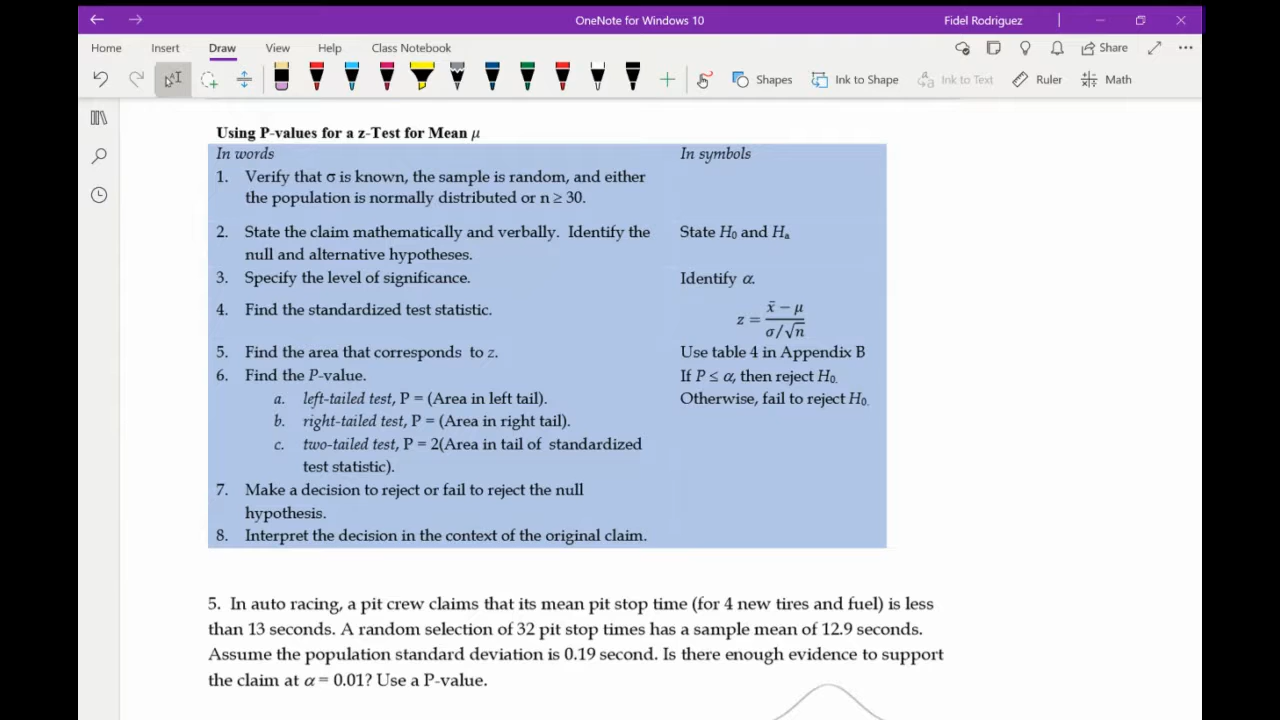 OneNote for Windows 10
Fidel Rodriguez
Home Insert Draw View Help Class Notebook Share
Shapes Ink to Shape Ink to Text Ruler Math
Using P-values for a z-Test for Mean μ
In words In symbols
1. Verify that σ is known, the sample is random, and either
the population is normally distributed or n ≥ 30.
2. State the claim mathematically and verbally. Identify the State H₀ and Hₐ
null and alternative hypotheses.
3. Specify the level of significance. Identify α.
4. Find the standardized test statistic. z = (x̄ − μ)/(σ/√n)
5. Find the area that corresponds to z. Use table 4 in Appendix B
6. Find the P-value. If P ≤ α, then reject H₀.
a. left-tailed test, P = (Area in left tail). Otherwise, fail to reject H₀.
b. right-tailed test, P = (Area in right tail).
c. two-tailed test, P = 2(Area in tail of standardized
test statistic).
7. Make a decision to reject or fail to reject the null
hypothesis.
8. Interpret the decision in the context of the original claim.
5. In auto racing, a pit crew claims that its mean pit stop time (for 4 new tires and fuel) is less
than 13 seconds. A random selection of 32 pit stop times has a sample mean of 12.9 seconds.
Assume the population standard deviation is 0.19 second. Is there enough evidence to support
the claim at α = 0.01? Use a P-value.